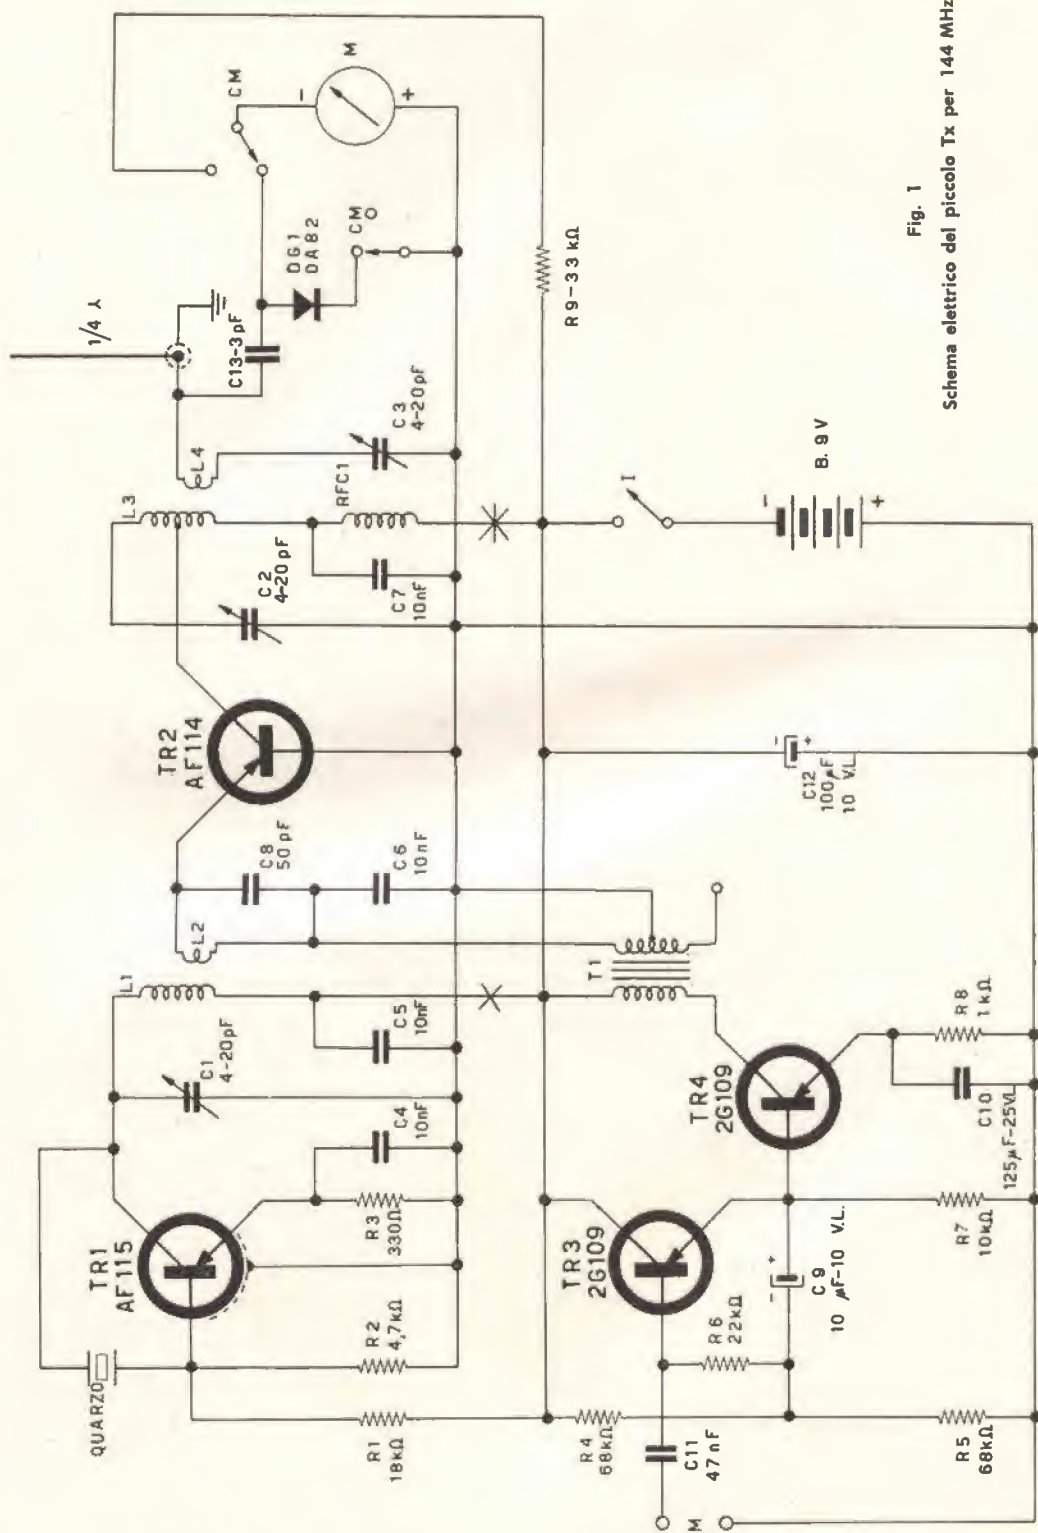 QUARZO
TR1
AF115
R1
18kΩ
R2
4,7kΩ
R3
330Ω
C4
10nF
C1
4-20pF
C5
10nF
L1
L2
C8
50pF
C6
10nF
TR2
AF114
C2
4-20pF
L3
L4
C7
10nF
RFC1
C3
4-20pF
1/4 λ
C13-3pF
DG1
OA82
CM
CM
-
M
+
R9-33kΩ
R4
68kΩ
C11
47nF
M
R5
68kΩ
R6
22kΩ
TR3
2G109
-
+
C9
10 µF-10 V.L.
R7
10kΩ
TR4
2G109
T1
C10
125µF-25VL
R8
1kΩ
-
+
C12
100µF
10 V.L.
I
-
+
B. 9V
Fig. 1
Schema elettrico del piccolo Tx per 144 MHz